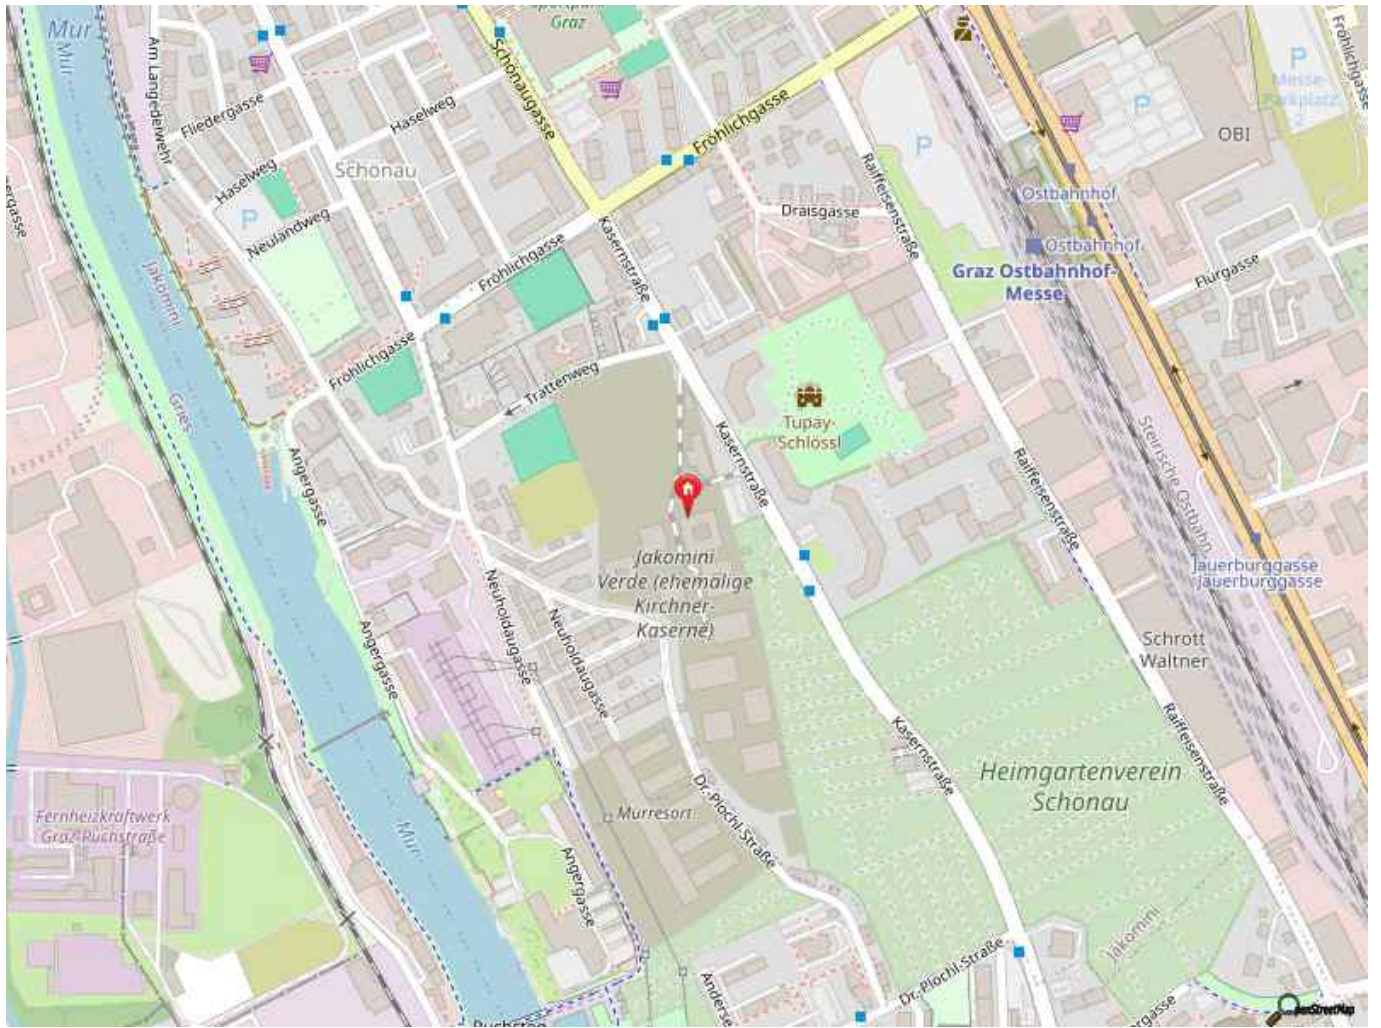 Mur
Mur
Am Langedelwehr
Fliedergasse
Haselweg
Schönaugasse
Graz
Fröhlichgasse
P
Messe-
Parkplatz
2
Fröhlichgasse
P
OBI
Schönau
Haselweg
P
Neulandweg
P
Raiffeisenstraße
Draisgasse
Ostbahnhof
Ostbahnhof
Graz Ostbahnhof-
Messe
Flurgasse
Jakomini
Gries
Fröhlichgasse
Kasernstraße
Fröhlichgasse
Trattenweg
Tupay-
Schlössl
Kasernstraße
Raiffeisenstraße
Steirische Ostbahn
Angergasse
Jakomini
Verde (ehemalige
Kirchner-
Kaserne)
Jauerburggasse
Jauerburggasse
Neuholdaugasse
Neuholdaugasse
Angergasse
Schrott
Waltner
Kasernstraße
Raiffeisenstraße
Heimgartenverein
Schönau
Fernheizkraftwerk
Graz-Puchstraße
Mur
Murresort
Dr.-Plochl-Straße
Angergasse
Jakomini
Dr.-Plochl-Straße